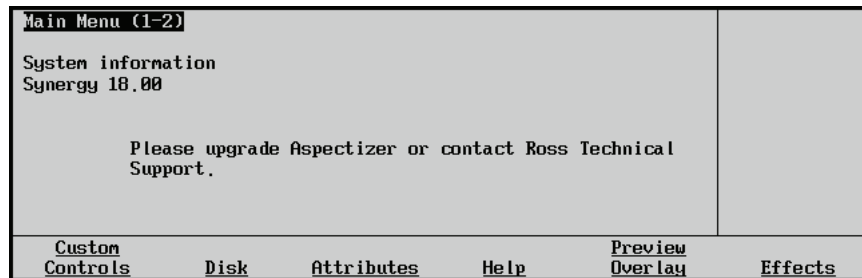 Main Menu (1-2)
System information
Synergy 18.00
Please upgrade Aspectizer or contact Ross Technical
Support.
Custom Preview
Controls Disk Attributes Help Overlay Effects